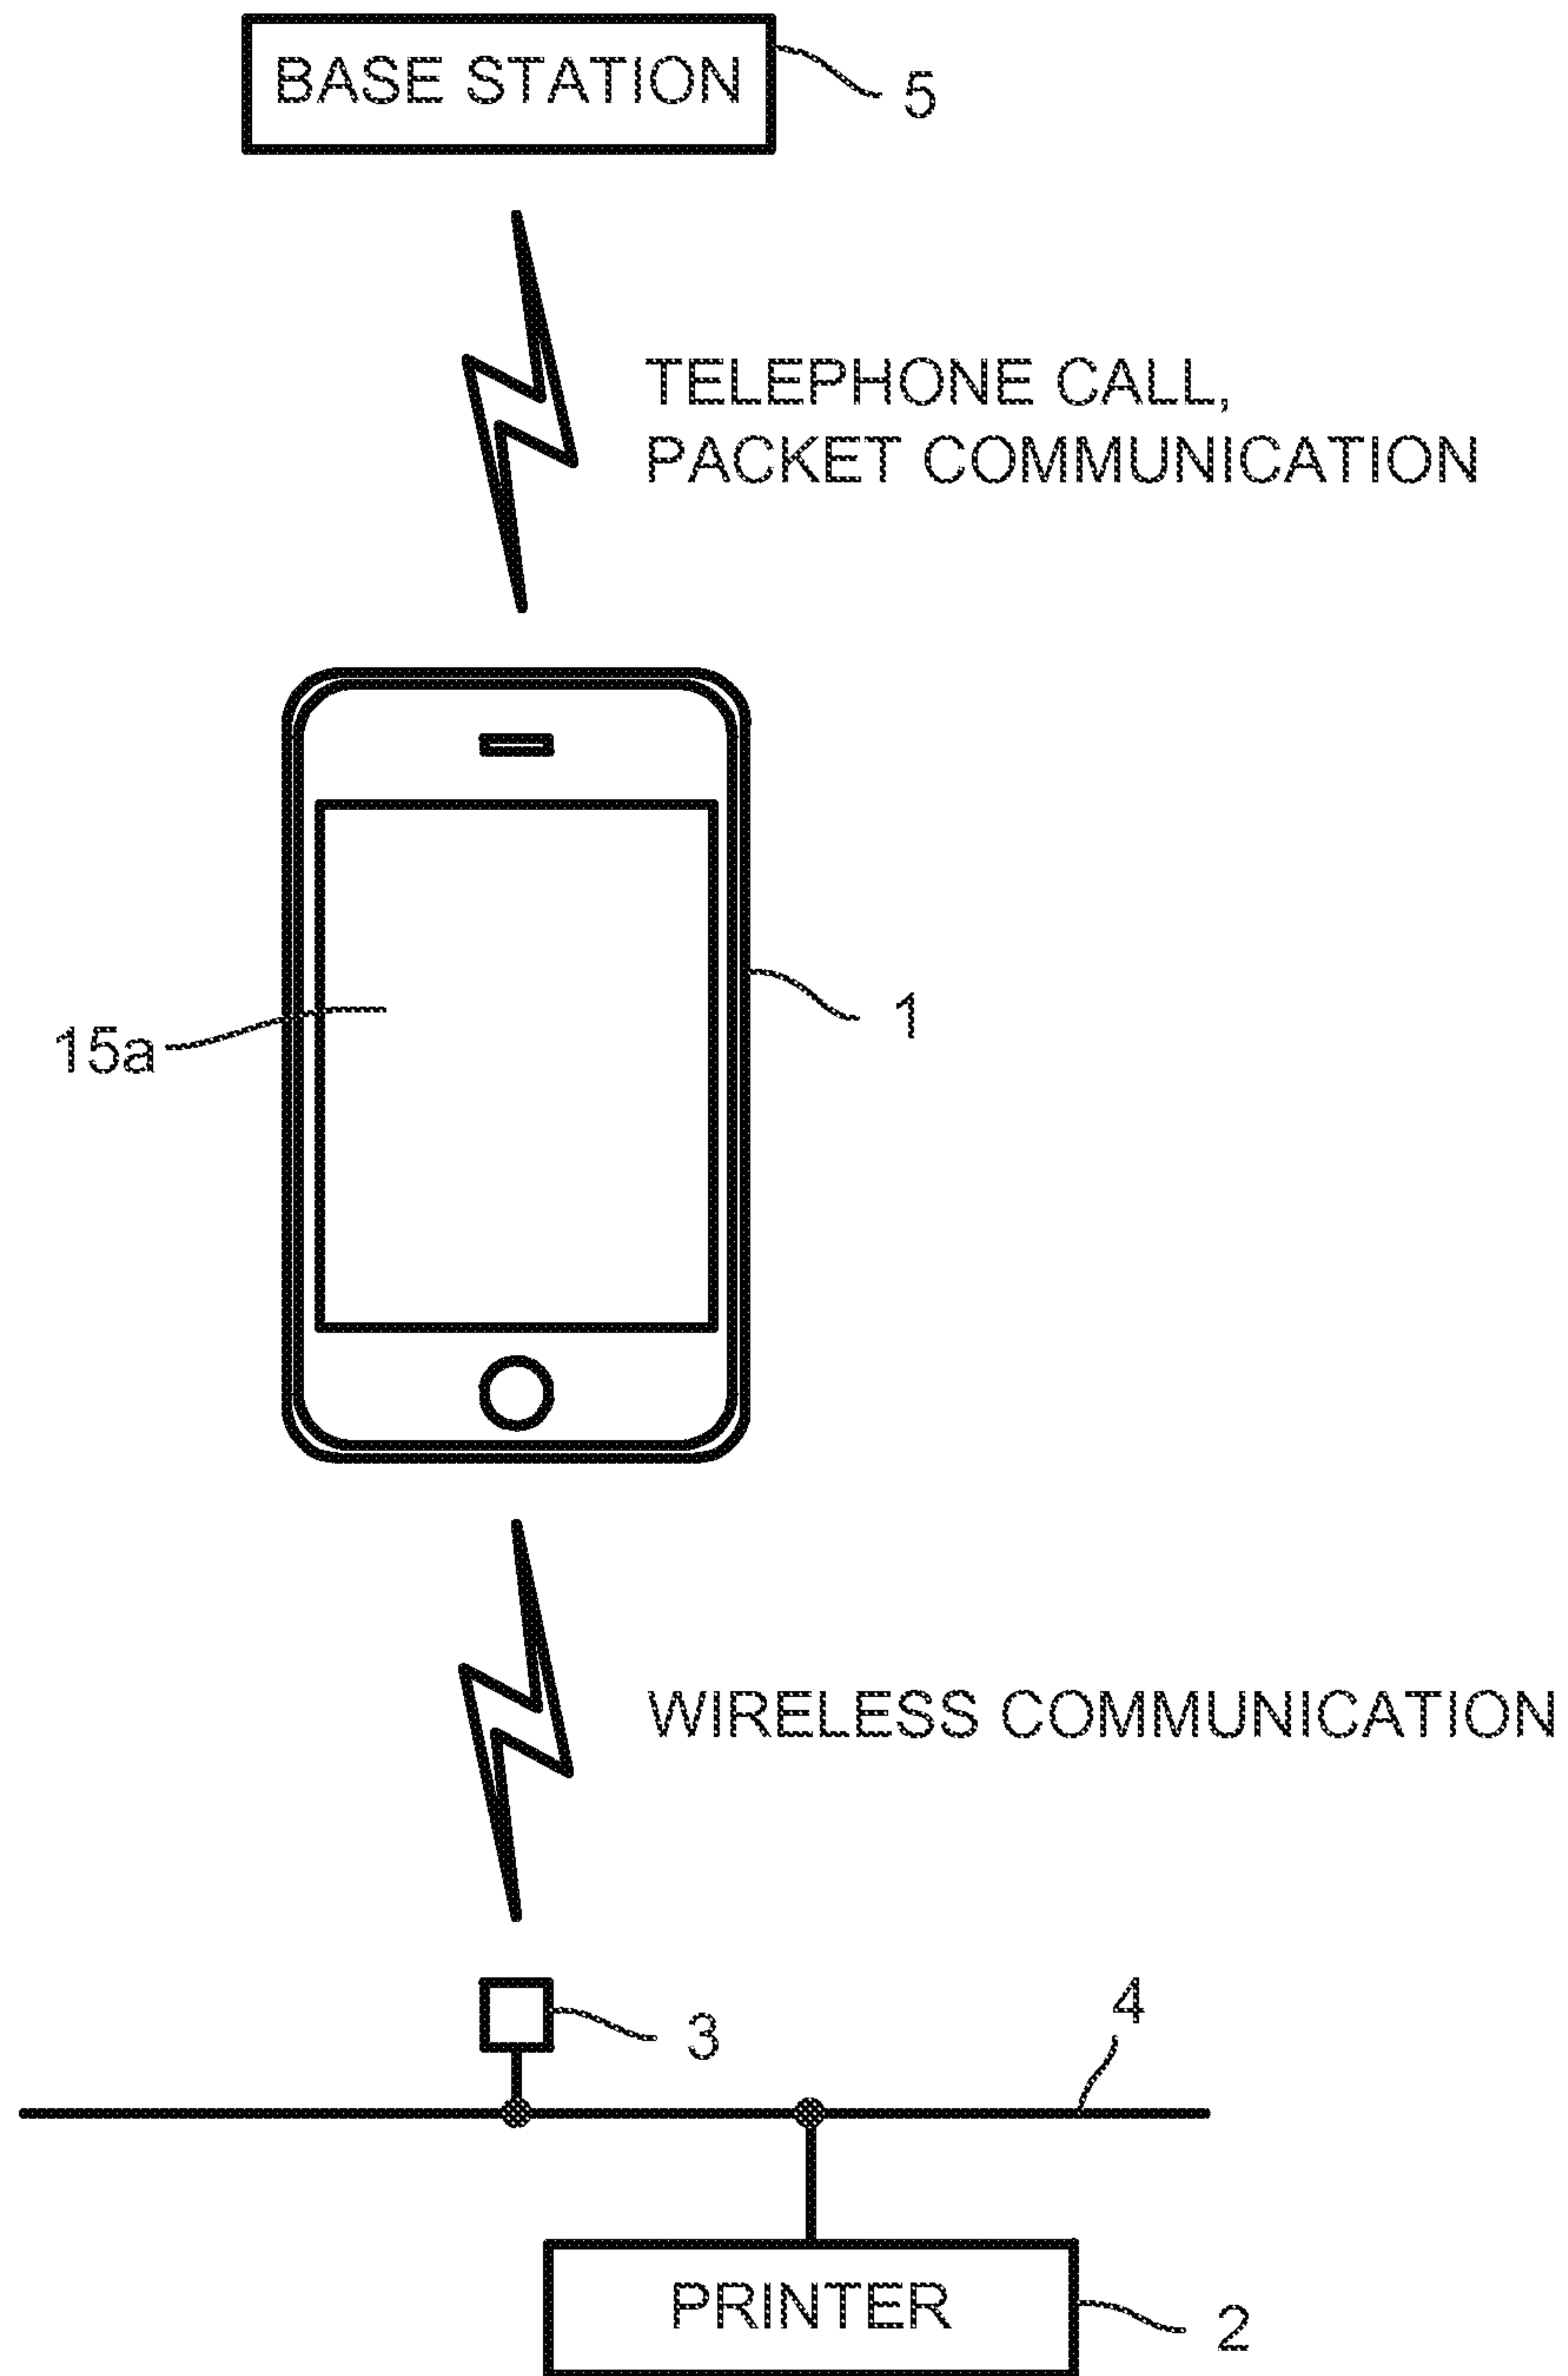 BASE STATION
5
TELEPHONE CALL,
PACKET COMMUNICATION
1
15a
WIRELESS COMMUNICATION
3
4
PRINTER
2